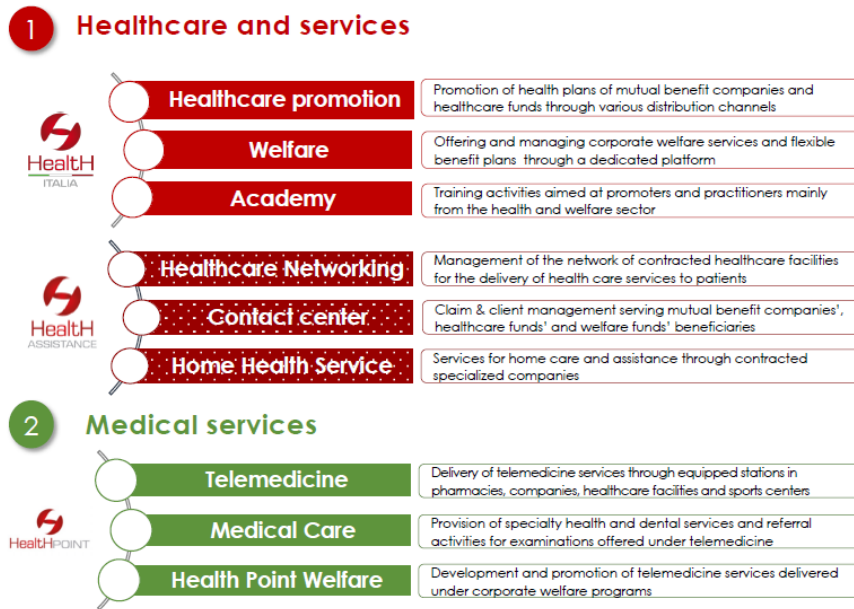 1 Healthcare and services
HealtH
ITALIA
Healthcare promotion
Promotion of health plans of mutual benefit companies and
healthcare funds through various distribution channels
Welfare
Offering and managing corporate welfare services and flexible
benefit plans through a dedicated platform
Academy
Training activities aimed at promoters and practitioners mainly
from the health and welfare sector
HealtH
ASSISTANCE
Healthcare Networking
Management of the network of contracted healthcare facilities
for the delivery of health care services to patients
Contact center
Claim & client management serving mutual benefit companies',
healthcare funds' and welfare funds' beneficiaries
Home Health Service
Services for home care and assistance through contracted
specialized companies
2 Medical services
HealtHPOINT
Telemedicine
Delivery of telemedicine services through equipped stations in
pharmacies, companies, healthcare facilities and sports centers
Medical Care
Provision of specialty health and dental services and referral
activities for examinations offered under telemedicine
Health Point Welfare
Development and promotion of telemedicine services delivered
under corporate welfare programs